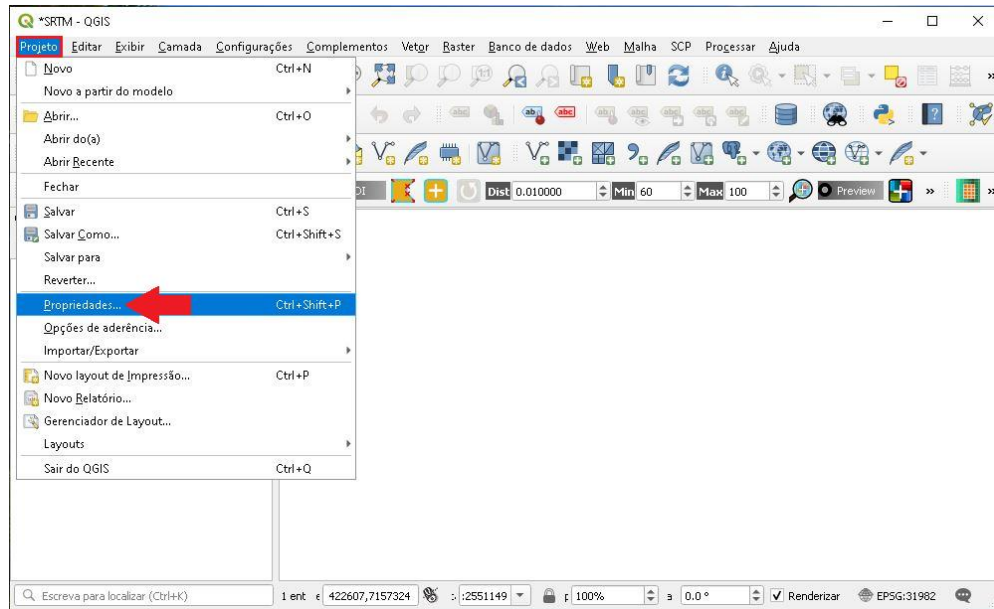 *SRTM - QGIS
Projeto Editar Exibir Camada Configurações Complementos Vetor Raster Banco de dados Web Malha SCP Processar Ajuda
Novo Ctrl+N
Novo a partir do modelo
Abrir... Ctrl+O
Abrir do(a)
Abrir Recente
Fechar
Dist 0.010000 Min 60 Max 100 Preview »
Salvar Ctrl+S
Salvar Como... Ctrl+Shift+S
Salvar para
Reverter...
Propriedades... Ctrl+Shift+P
Opções de aderência...
Importar/Exportar
Novo layout de Impressão... Ctrl+P
Novo Relatório...
Gerenciador de Layout...
Layouts
Sair do QGIS Ctrl+Q
Escreva para localizar (Ctrl+K) 1 ent 422607,7157324 :2551149 100% 0.0 ° Renderizar EPSG:31982